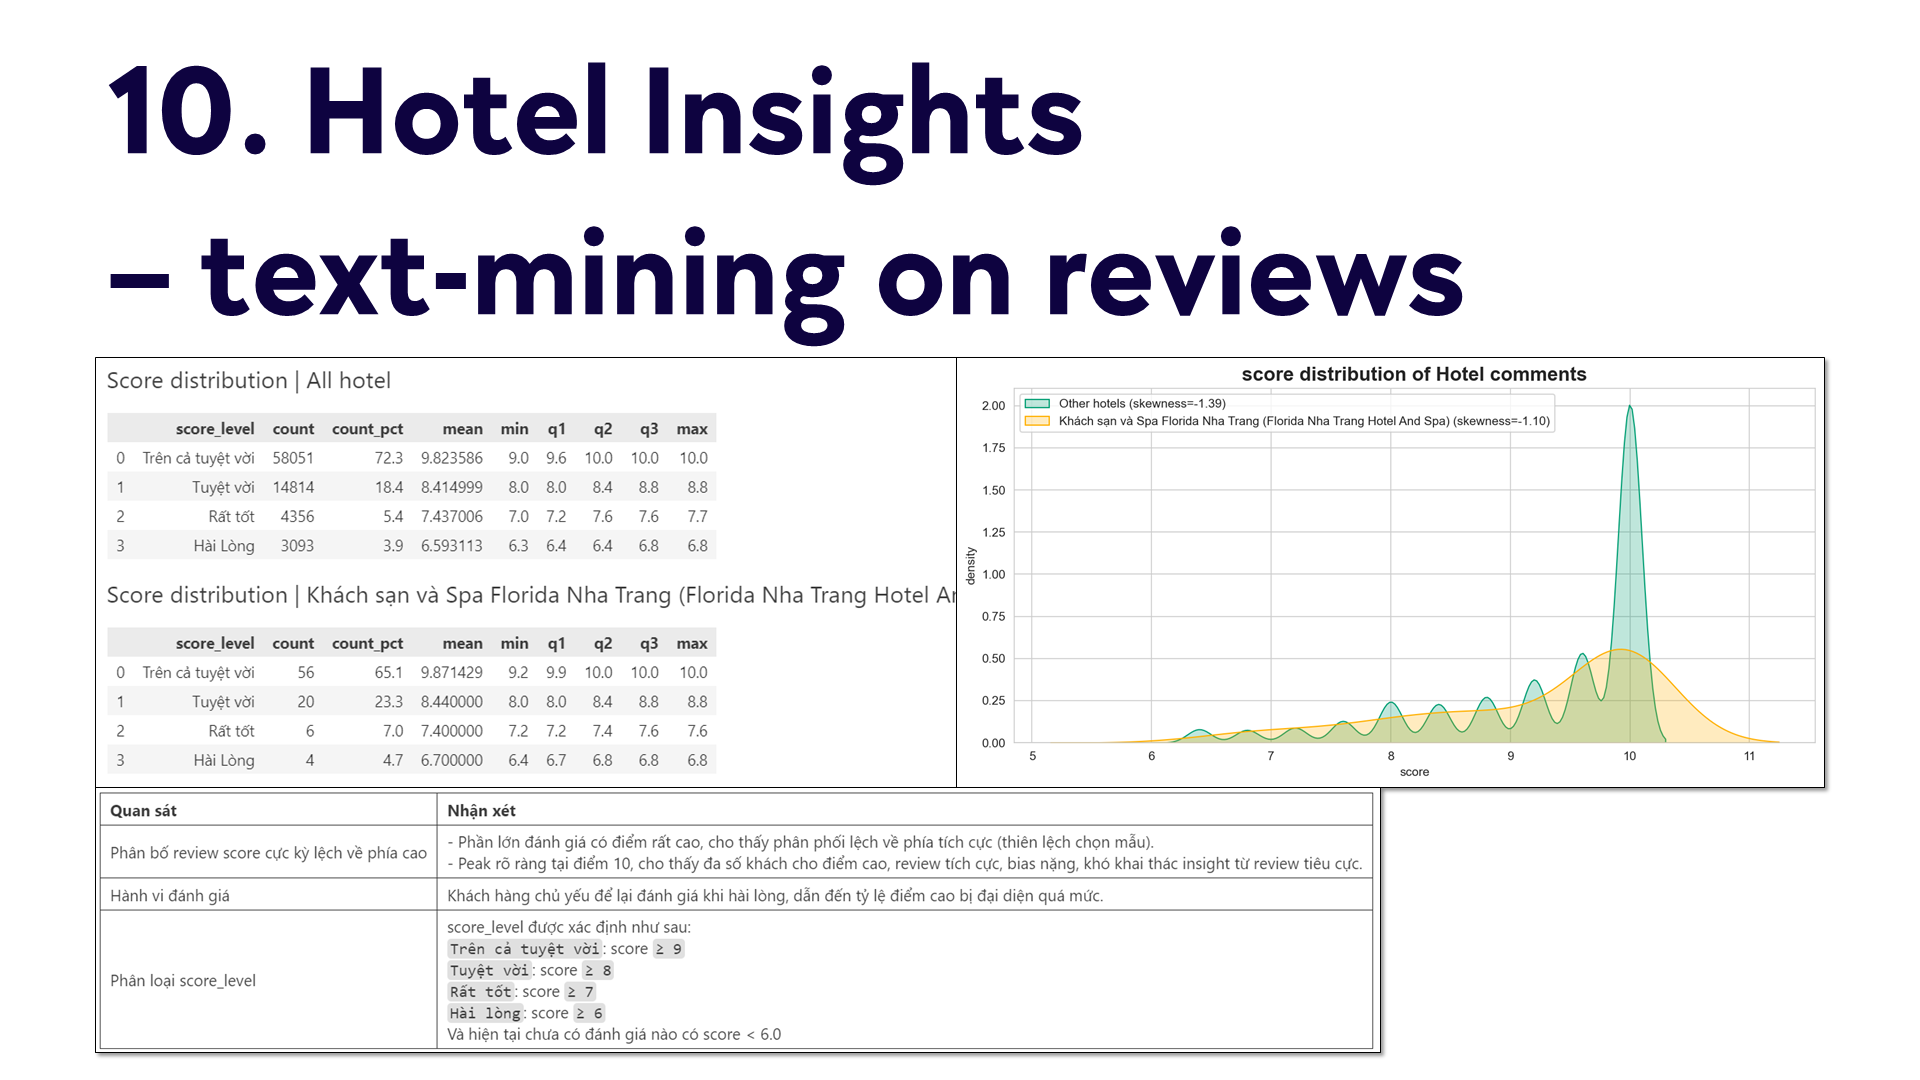 10. Hotel Insights
– text-mining on reviews
Score distribution | All hotel
score_level count count_pct mean min q1 q2 q3 max
0 Trên cả tuyệt vời 58051 72.3 9.823586 9.0 9.6 10.0 10.0 10.0
1 Tuyệt vời 14814 18.4 8.414999 8.0 8.0 8.4 8.8 8.8
2 Rất tốt 4356 5.4 7.437006 7.0 7.2 7.6 7.6 7.7
3 Hài Lòng 3093 3.9 6.593113 6.3 6.4 6.4 6.8 6.8
Score distribution | Khách sạn và Spa Florida Nha Trang (Florida Nha Trang Hotel Ar
score_level count count_pct mean min q1 q2 q3 max
0 Trên cả tuyệt vời 56 65.1 9.871429 9.2 9.9 10.0 10.0 10.0
1 Tuyệt vời 20 23.3 8.440000 8.0 8.0 8.4 8.8 8.8
2 Rất tốt 6 7.0 7.400000 7.2 7.2 7.4 7.6 7.6
3 Hài Lòng 4 4.7 6.700000 6.4 6.7 6.8 6.8 6.8
score distribution of Hotel comments
Other hotels (skewness=-1.39)
Khách sạn và Spa Florida Nha Trang (Florida Nha Trang Hotel And Spa) (skewness=-1.10)
2.00
1.75
1.50
1.25
1.00
0.75
0.50
0.25
0.00
density
5 6 7 8 9 10 11
score
Quan sát Nhận xét
Phân bố review score cực kỳ lệch về phía cao
- Phần lớn đánh giá có điểm rất cao, cho thấy phân phối lệch về phía tích cực (thiên lệch chọn mẫu).
- Peak rõ ràng tại điểm 10, cho thấy đa số khách cho điểm cao, review tích cực, bias nặng, khó khai thác insight từ review tiêu cực.
Hành vi đánh giá Khách hàng chủ yếu để lại đánh giá khi hài lòng, dẫn đến tỷ lệ điểm cao bị đại diện quá mức.
Phân loại score_level
score_level được xác định như sau:
Trên cả tuyệt vời: score ≥ 9
Tuyệt vời: score ≥ 8
Rất tốt: score ≥ 7
Hài lòng: score ≥ 6
Và hiện tại chưa có đánh giá nào có score < 6.0